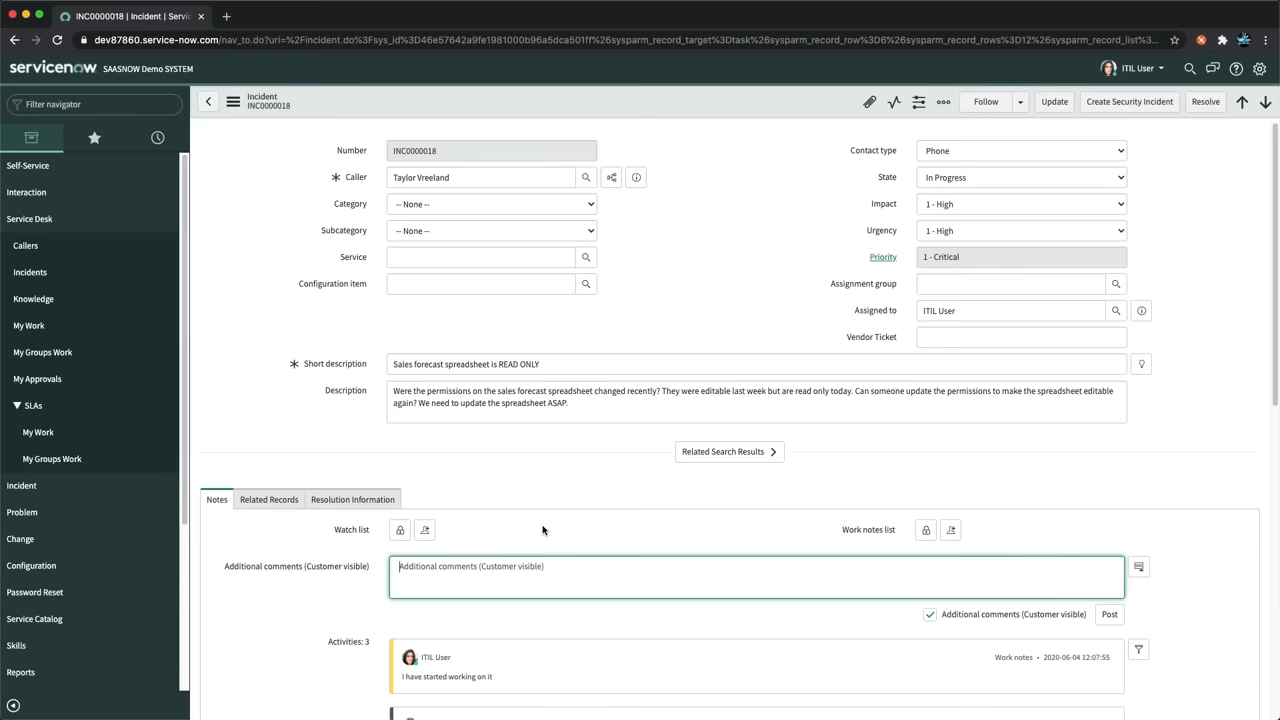 INC0000018 | Incident | Servic
dev87860.service-now.com/nav_to.do?uri=%2Fincident.do%3Fsys_id%3D46e57642a9fe1981000b96a5dca501ff%26sysparm_record_target%3Dtask%26sysparm_record_row%3D6%26sysparm_record_rows%3D12%26sysparm_record_list%3...
servicenow SAASNOW Demo SYSTEM
ITIL User
Filter navigator
Self-Service
Interaction
Service Desk
Callers
Incidents
Knowledge
My Work
My Groups Work
My Approvals
SLAs
My Work
My Groups Work
Incident
Problem
Change
Configuration
Password Reset
Service Catalog
Skills
Reports
Incident
INC0000018
Follow
Update
Create Security Incident
Resolve
Number INC0000018
Caller Taylor Vreeland
Category -- None --
Subcategory -- None --
Service
Configuration item
Contact type Phone
State In Progress
Impact 1 - High
Urgency 1 - High
Priority 1 - Critical
Assignment group
Assigned to ITIL User
Vendor Ticket
Short description Sales forecast spreadsheet is READ ONLY
Description Were the permissions on the sales forecast spreadsheet changed recently? They were editable last week but are read only today. Can someone update the permissions to make the spreadsheet editable
again? We need to update the spreadsheet ASAP.
Related Search Results
Notes Related Records Resolution Information
Watch list Work notes list
Additional comments (Customer visible) Additional comments (Customer visible)
Additional comments (Customer visible) Post
Activities: 3
ITIL User Work notes • 2020-06-04 12:07:55
I have started working on it